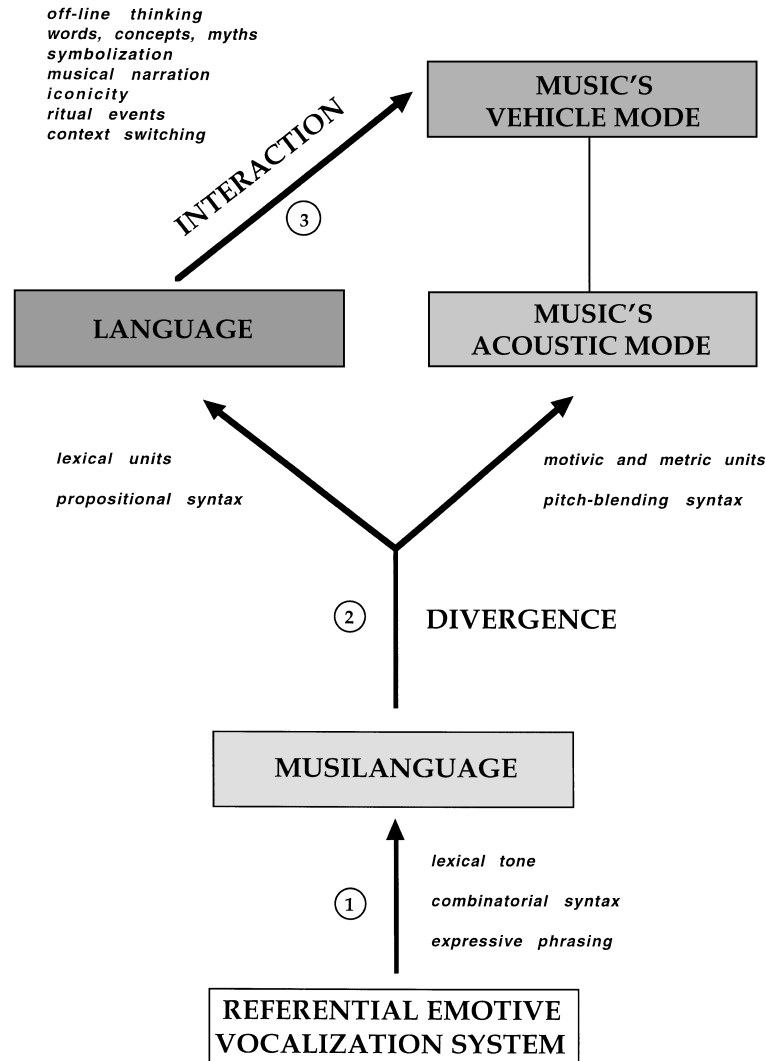 off-line thinking
words, concepts, myths
symbolization
musical narration
iconicity
ritual events
context switching
INTERACTION
3
MUSIC'S
VEHICLE MODE
LANGUAGE
MUSIC'S
ACOUSTIC MODE
lexical units
propositional syntax
motivic and metric units
pitch-blending syntax
2
DIVERGENCE
MUSILANGUAGE
1
lexical tone
combinatorial syntax
expressive phrasing
REFERENTIAL EMOTIVE
VOCALIZATION SYSTEM